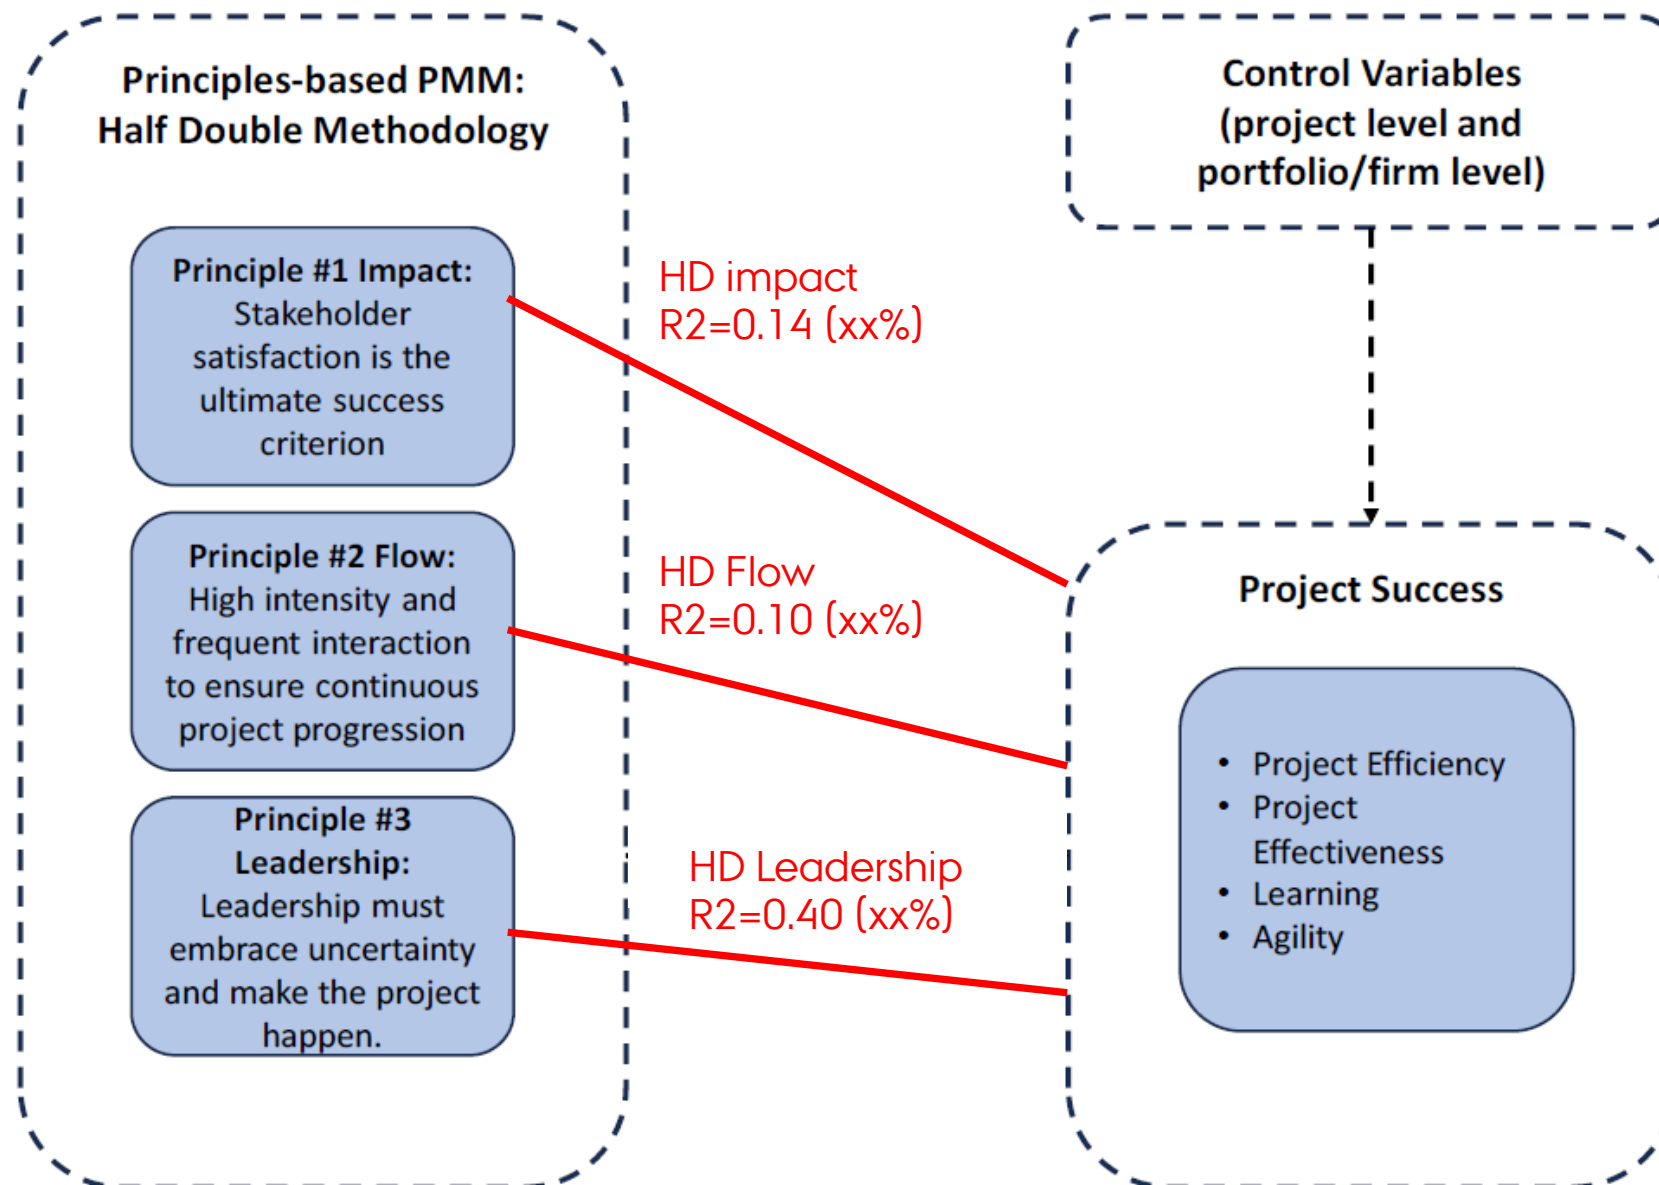 Principles-based PMM:
Half Double Methodology
Principle #1 Impact:
Stakeholder
satisfaction is the
ultimate success
criterion
Principle #2 Flow:
High intensity and
frequent interaction
to ensure continuous
project progression
Principle #3
Leadership:
Leadership must
embrace uncertainty
and make the project
happen.
HD impact
R2=0.14 (xx%)
HD Flow
R2=0.10 (xx%)
HD Leadership
R2=0.40 (xx%)
Control Variables
(project level and
portfolio/firm level)
Project Success
• Project Efficiency
• Project
Effectiveness
• Learning
• Agility